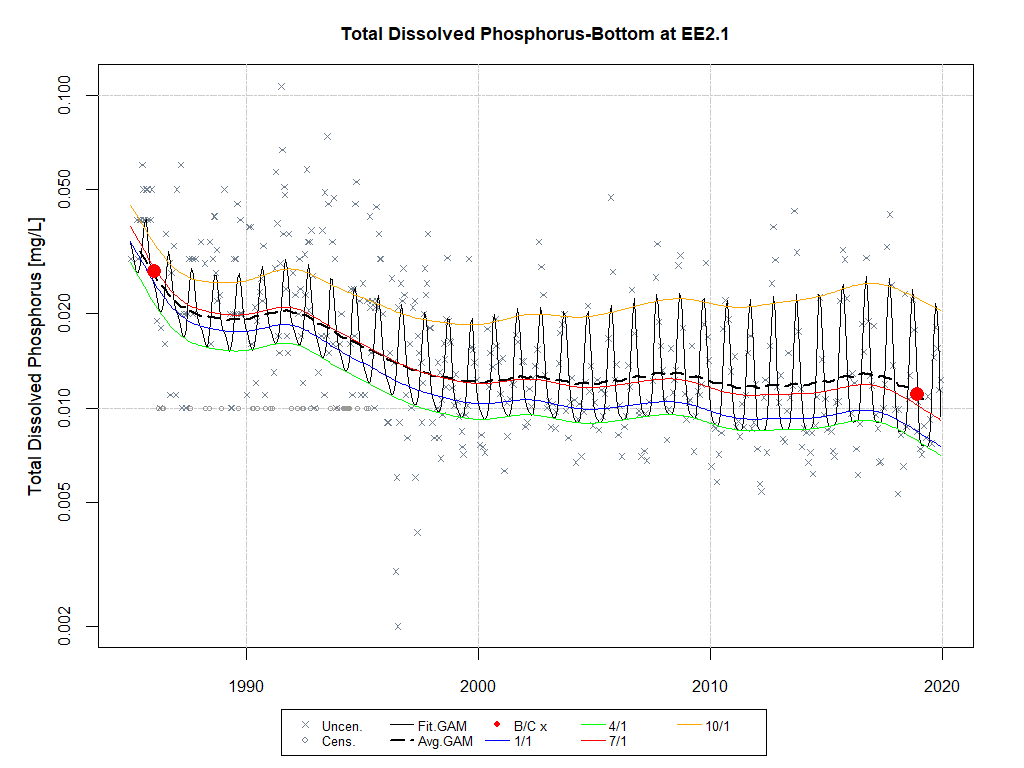 Total Dissolved Phosphorus-Bottom at EE2.1
Total Dissolved Phosphorus [mg/L]
0.100
0.050
0.020
0.010
0.005
0.002
1990 2000 2010 2020
Uncen. Fit.GAM B/C x 4/1 10/1
Cens. Avg.GAM 1/1 7/1